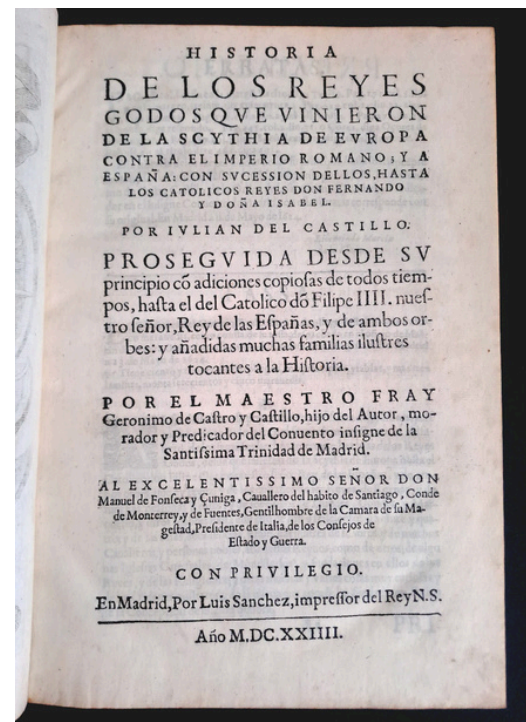 HISTORIA
DE LOS REYES
GODOS QVE VINIERON
DE LA SCYTHIA DE EVROPA
CONTRA EL IMPERIO ROMANO; Y A
ESPAÑA: CON SVCESSION DELLOS, HASTA
LOS CATOLICOS REYES DON FERNANDO
Y DOÑA ISABEL.
POR IVLIAN DEL CASTILLO.
PROSEGVIDA DESDE SV
principio cõ adiciones copioſas de todos tiem-
pos, haſta el del Catolico dõ Filipe IIII. nueſ-
tro ſeñor, Rey de las Eſpañas, y de ambos or-
bes: y añadidas muchas familias iluſtres
tocantes a la Hiſtoria.
POR EL MAESTRO FRAY
Geronimo de Caſtro y Caſtillo, hijo del Autor, mo-
rador y Predicador del Conuento inſigne de la
Santiſsima Trinidad de Madrid.
AL EXCELENTISSIMO SEÑOR DON
Manuel de Fonſeca y Çuniga, Cauallero del habito de Santiago, Conde
de Monterrey, y de Fuentes, Gentilhombre de la Camara de ſu Ma-
geſtad, Preſidente de Italia, de los Conſejos de
Eſtado y Guerra.
CON PRIVILEGIO.
En Madrid, Por Luis Sanchez, impreſſor del Rey N.S.
Año M.DC.XXIIII.